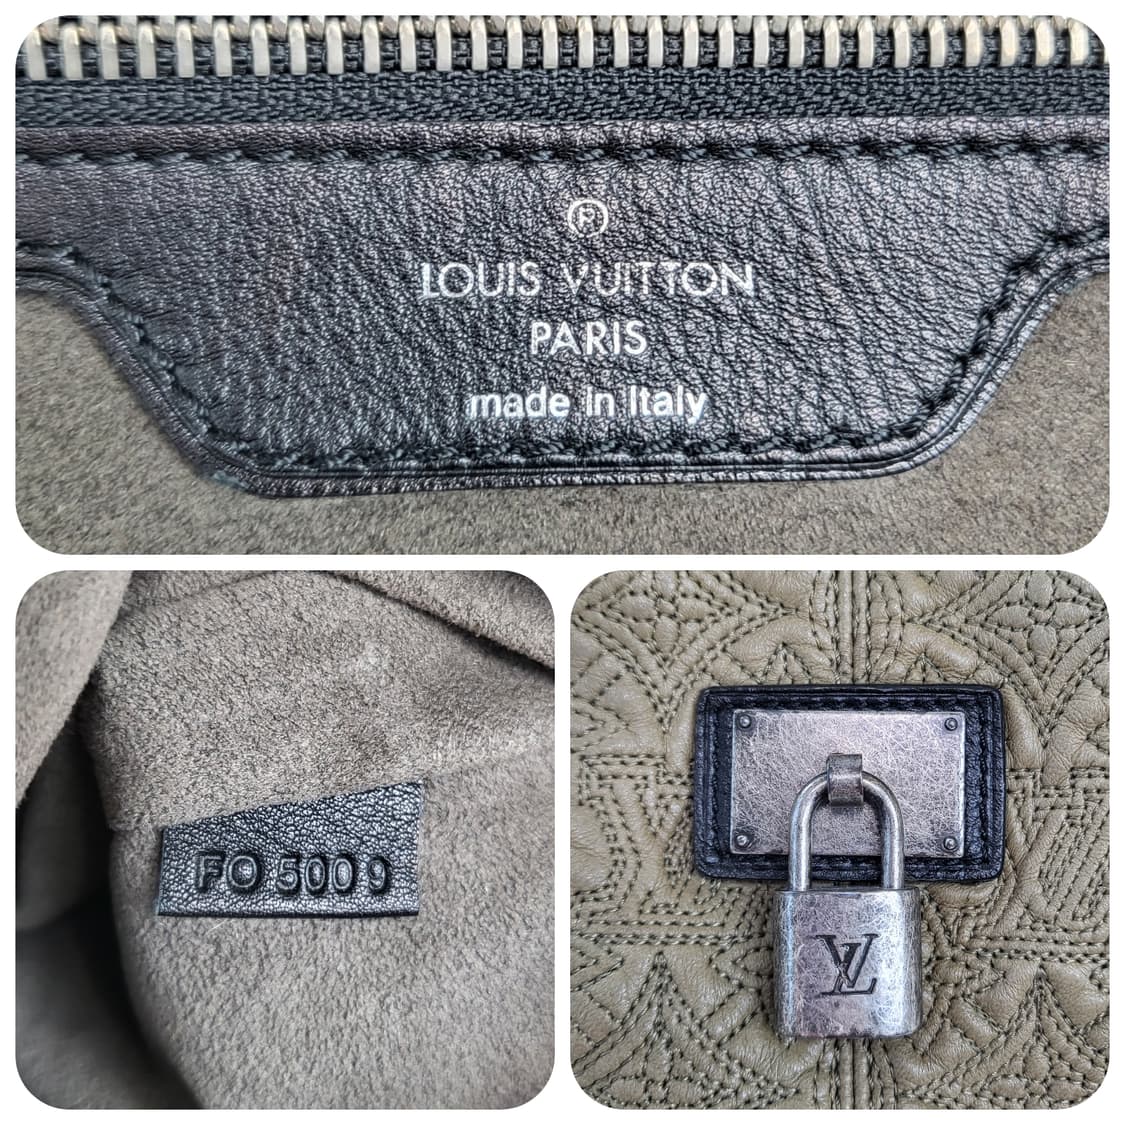 ®
LOUIS VUITTON
PARIS
made in Italy
FO 5009
LV